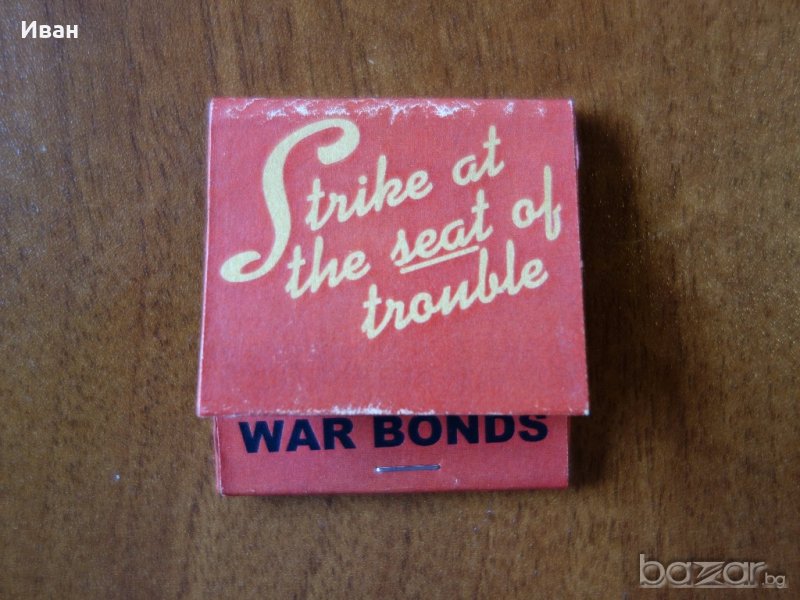 Иван
Strike at
the seat of
trouble
WAR BONDS
bazar.bg